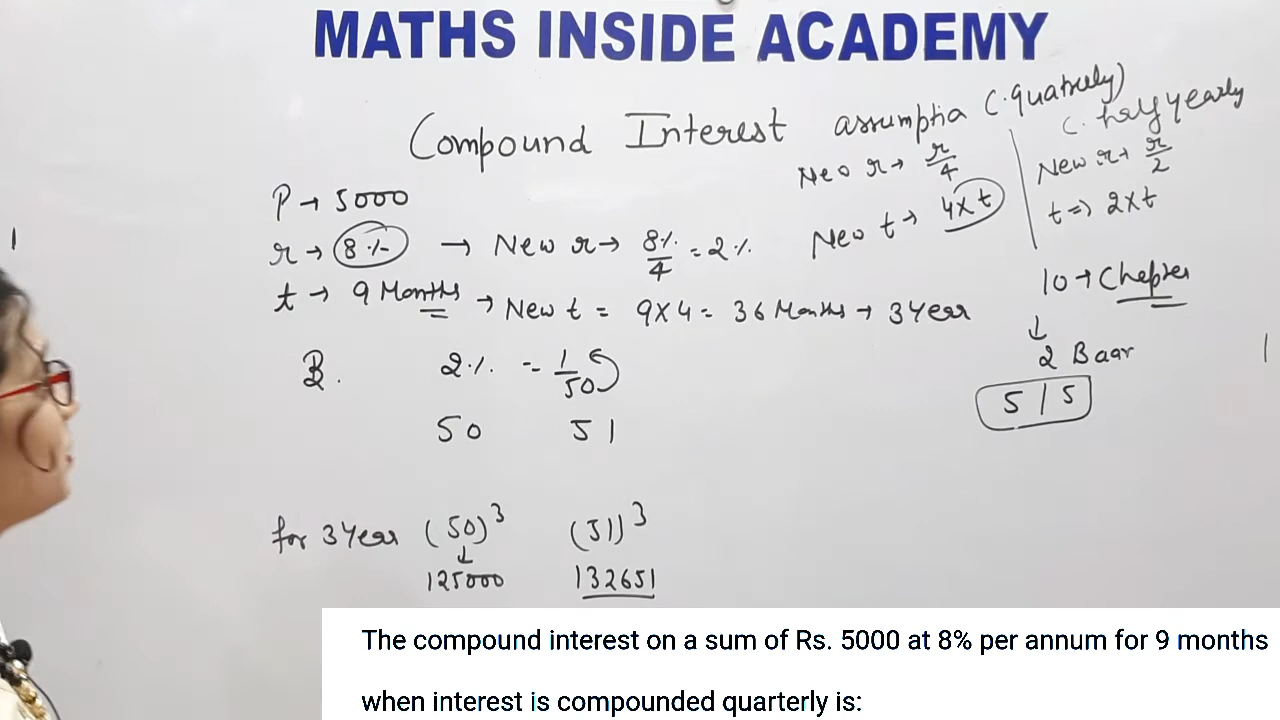 MATHS INSIDE ACADEMY
Compound Interest
assumptia (C.quatrely)
C. half yearly
Neo r → r/4
New r → r/2
Neo t → 4×t
t => 2×t
P → 5000
r → 8% → New r → 8%/4 = 2%
t → 9 Months → New t = 9×4 = 36 Months → 3 Year
10 → Chepter
↓
2 Baar
5 | 5
2% = 1/50
50 51
for 3 Year (50)³ (51)³
↓
125000 132651
The compound interest on a sum of Rs. 5000 at 8% per annum for 9 months
when interest is compounded quarterly is: